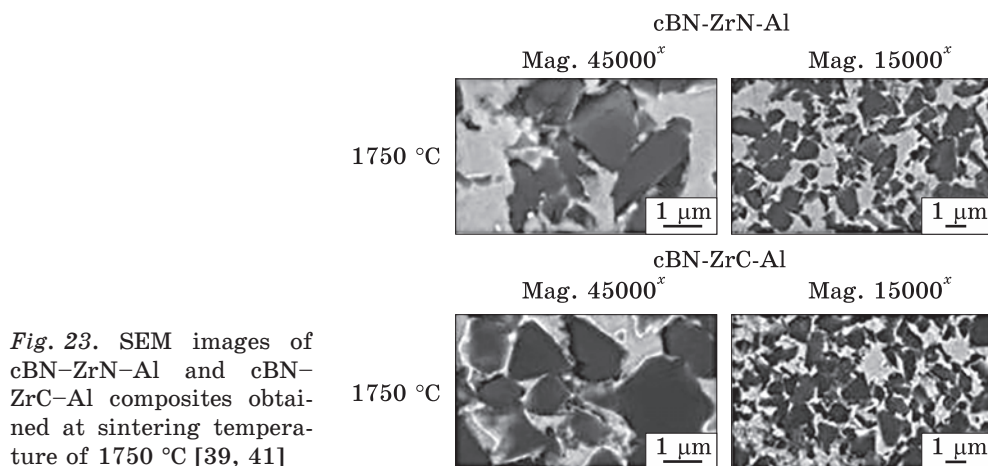 cBN-ZrN-Al
Mag. 45000ˣ Mag. 15000ˣ
1750 °C
1 μm 1 μm
cBN-ZrC-Al
Mag. 45000ˣ Mag. 15000ˣ
1750 °C
1 μm 1 μm
Fig. 23. SEM images of
cBN–ZrN–Al and cBN–
ZrC–Al composites obtai-
ned at sintering tempera-
ture of 1750 °C [39, 41]